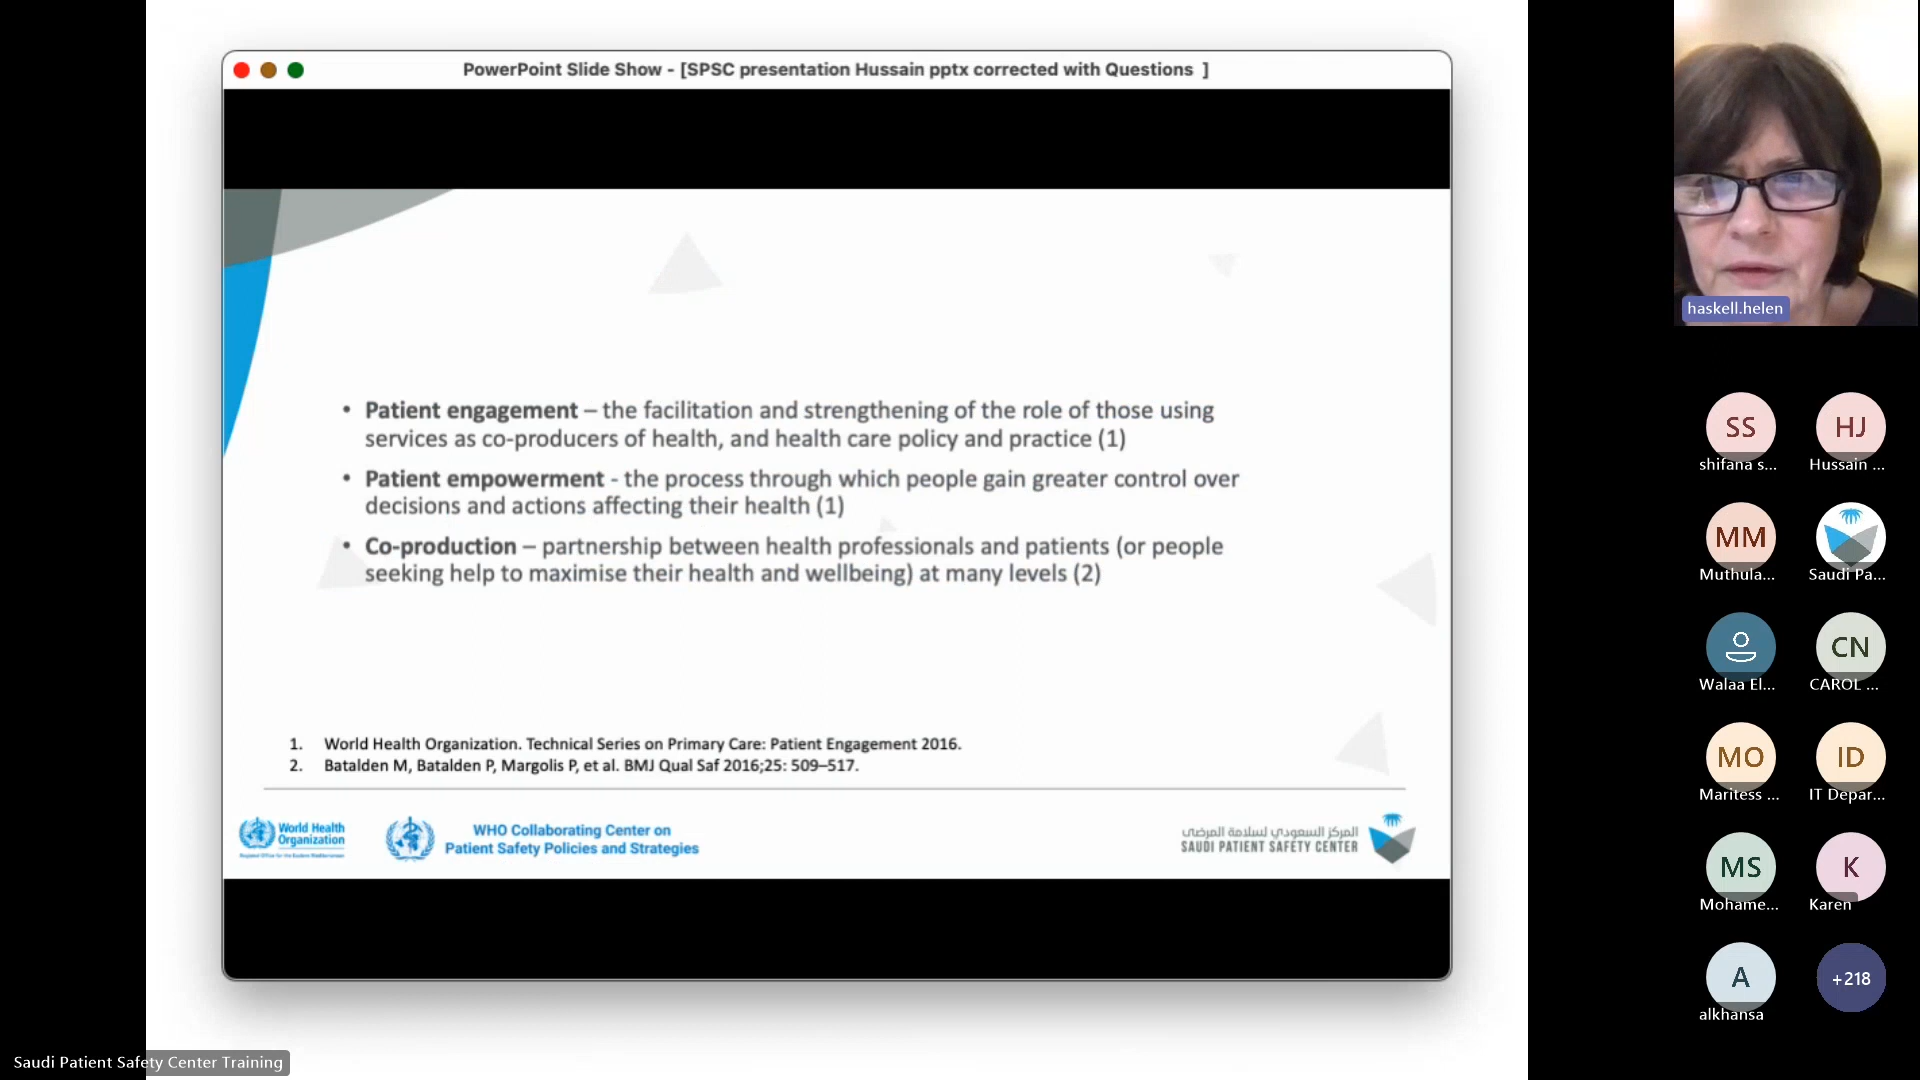 PowerPoint Slide Show - [SPSC presentation Hussain pptx corrected with Questions ]
• Patient engagement – the facilitation and strengthening of the role of those using
services as co-producers of health, and health care policy and practice (1)
• Patient empowerment - the process through which people gain greater control over
decisions and actions affecting their health (1)
• Co-production – partnership between health professionals and patients (or people
seeking help to maximise their health and wellbeing) at many levels (2)
1. World Health Organization. Technical Series on Primary Care: Patient Engagement 2016.
2. Batalden M, Batalden P, Margolis P, et al. BMJ Qual Saf 2016;25: 509–517.
World Health
Organization
Regional Office for the Eastern Mediterranean
WHO Collaborating Center on
Patient Safety Policies and Strategies
المركز السعودي لسلامة المرضى
SAUDI PATIENT SAFETY CENTER
haskell.helen
SS
shifana s...
HJ
Hussain ...
MM
Muthula...
Saudi Pa...
Walaa El...
CN
CAROL ...
MO
Maritess ...
ID
IT Depar...
MS
Mohame...
K
Karen
A
alkhansa
+218
Saudi Patient Safety Center Training